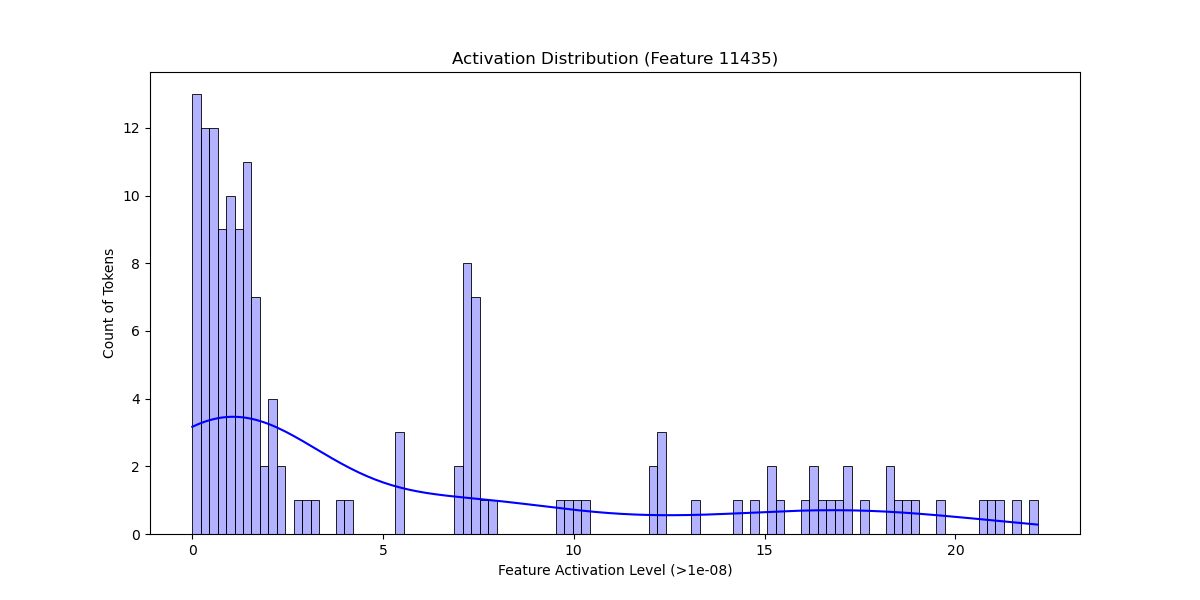 Activation Distribution (Feature 11435)
Count of Tokens
12
10
8
6
4
2
0
0 5 10 15 20
Feature Activation Level (>1e-08)